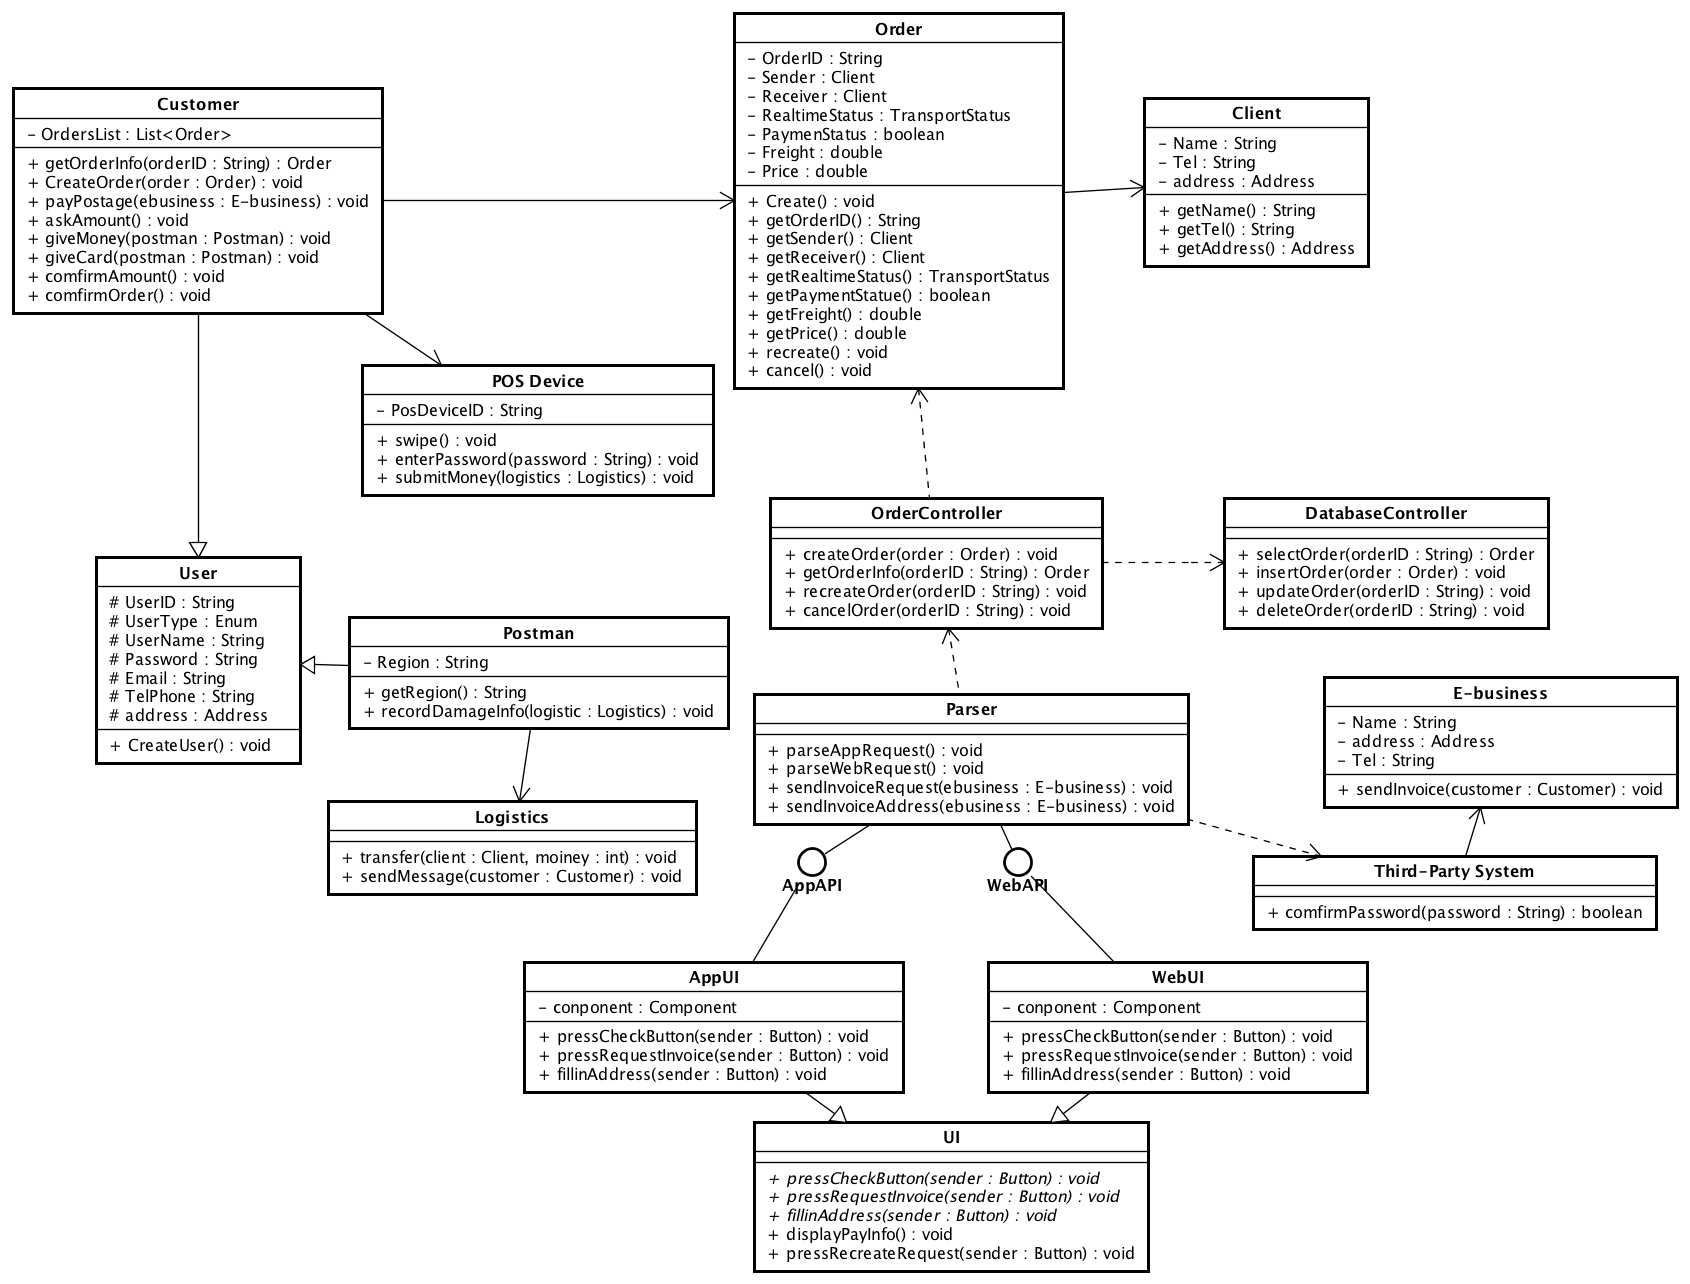 Order
– OrderID : String
– Sender : Client
– Receiver : Client
– RealtimeStatus : TransportStatus
– PaymenStatus : boolean
– Freight : double
– Price : double
+ Create() : void
+ getOrderID() : String
+ getSender() : Client
+ getReceiver() : Client
+ getRealtimeStatus() : TransportStatus
+ getPaymentStatue() : boolean
+ getFreight() : double
+ getPrice() : double
+ recreate() : void
+ cancel() : void
Customer
– OrdersList : List<Order>
+ getOrderInfo(orderID : String) : Order
+ CreateOrder(order : Order) : void
+ payPostage(ebusiness : E-business) : void
+ askAmount() : void
+ giveMoney(postman : Postman) : void
+ giveCard(postman : Postman) : void
+ comfirmAmount() : void
+ comfirmOrder() : void
Client
– Name : String
– Tel : String
– address : Address
+ getName() : String
+ getTel() : String
+ getAddress() : Address
POS Device
– PosDeviceID : String
+ swipe() : void
+ enterPassword(password : String) : void
+ submitMoney(logistics : Logistics) : void
OrderController
+ createOrder(order : Order) : void
+ getOrderInfo(orderID : String) : Order
+ recreateOrder(orderID : String) : void
+ cancelOrder(orderID : String) : void
DatabaseController
+ selectOrder(orderID : String) : Order
+ insertOrder(order : Order) : void
+ updateOrder(orderID : String) : void
+ deleteOrder(orderID : String) : void
User
# UserID : String
# UserType : Enum
# UserName : String
# Password : String
# Email : String
# TelPhone : String
# address : Address
+ CreateUser() : void
Postman
– Region : String
+ getRegion() : String
+ recordDamageInfo(logistic : Logistics) : void
Parser
+ parseAppRequest() : void
+ parseWebRequest() : void
+ sendInvoiceRequest(ebusiness : E-business) : void
+ sendInvoiceAddress(ebusiness : E-business) : void
E-business
– Name : String
– address : Address
– Tel : String
+ sendInvoice(customer : Customer) : void
Logistics
+ transfer(client : Client, moiney : int) : void
+ sendMessage(customer : Customer) : void
AppAPI
WebAPI
Third-Party System
+ comfirmPassword(password : String) : boolean
AppUI
– conponent : Component
+ pressCheckButton(sender : Button) : void
+ pressRequestInvoice(sender : Button) : void
+ fillinAddress(sender : Button) : void
WebUI
– conponent : Component
+ pressCheckButton(sender : Button) : void
+ pressRequestInvoice(sender : Button) : void
+ fillinAddress(sender : Button) : void
UI
+ pressCheckButton(sender : Button) : void
+ pressRequestInvoice(sender : Button) : void
+ fillinAddress(sender : Button) : void
+ displayPayInfo() : void
+ pressRecreateRequest(sender : Button) : void